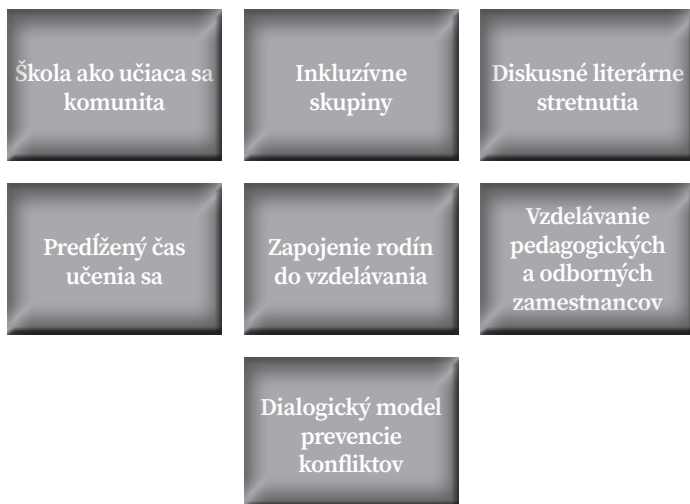 Škola ako učiaca sa
komunita
Inkluzívne
skupiny
Diskusné literárne
stretnutia
Predĺžený čas
učenia sa
Zapojenie rodín
do vzdelávania
Vzdelávanie
pedagogických
a odborných
zamestnancov
Dialogický model
prevencie
konfliktov